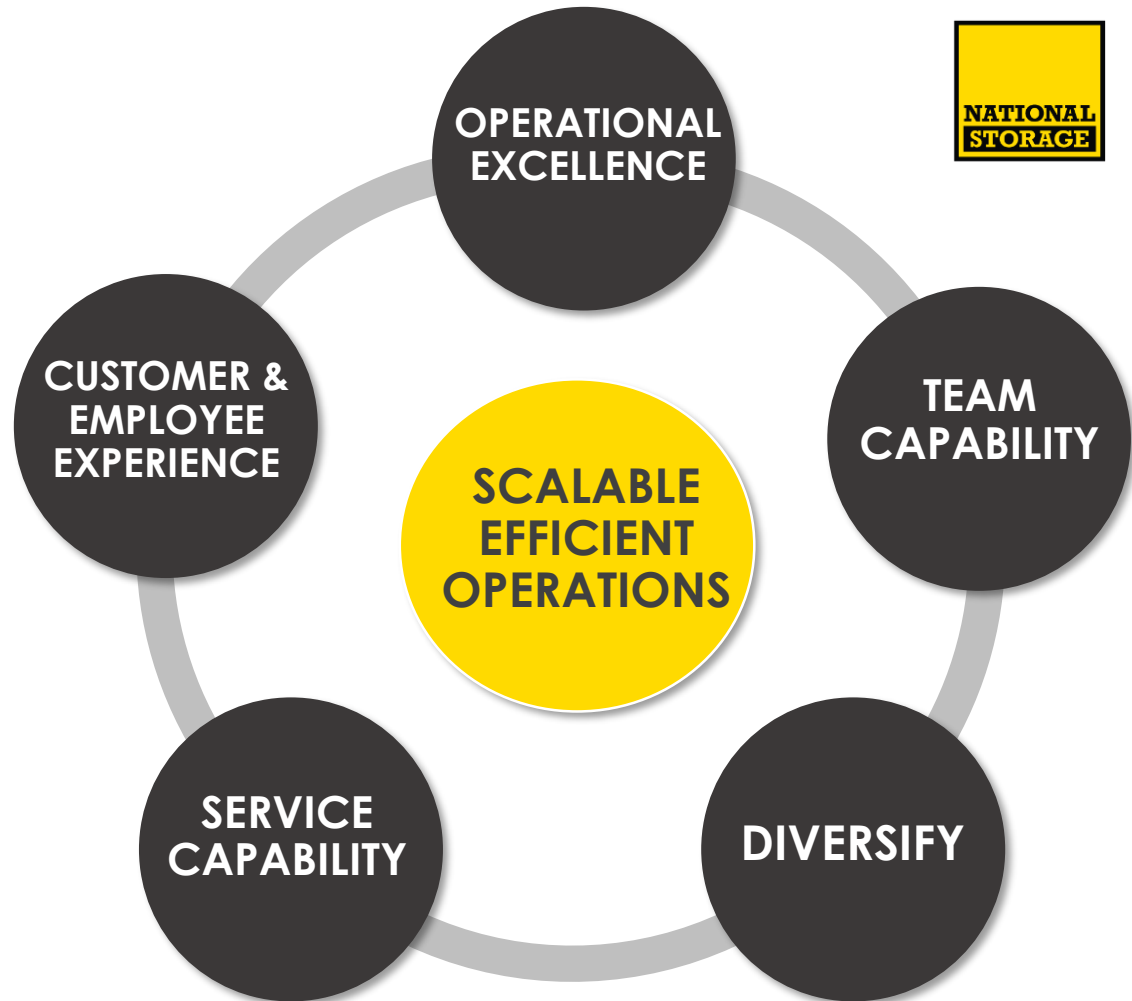 OPERATIONAL
EXCELLENCE
NATIONAL
STORAGE
CUSTOMER &
EMPLOYEE
EXPERIENCE
TEAM
CAPABILITY
SCALABLE
EFFICIENT
OPERATIONS
SERVICE
CAPABILITY
DIVERSIFY